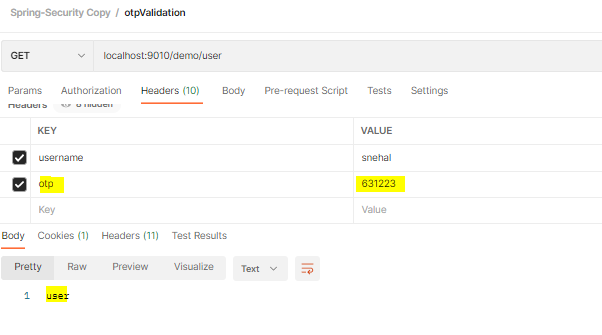 Spring-Security Copy / otpValidation
GET localhost:9010/demo/user
Params Authorization Headers (10) Body Pre-request Script Tests Settings
Headers 8 hidden
KEY VALUE
username snehal
otp 631223
Key Value
Body Cookies (1) Headers (11) Test Results
Pretty Raw Preview Visualize Text
1 user